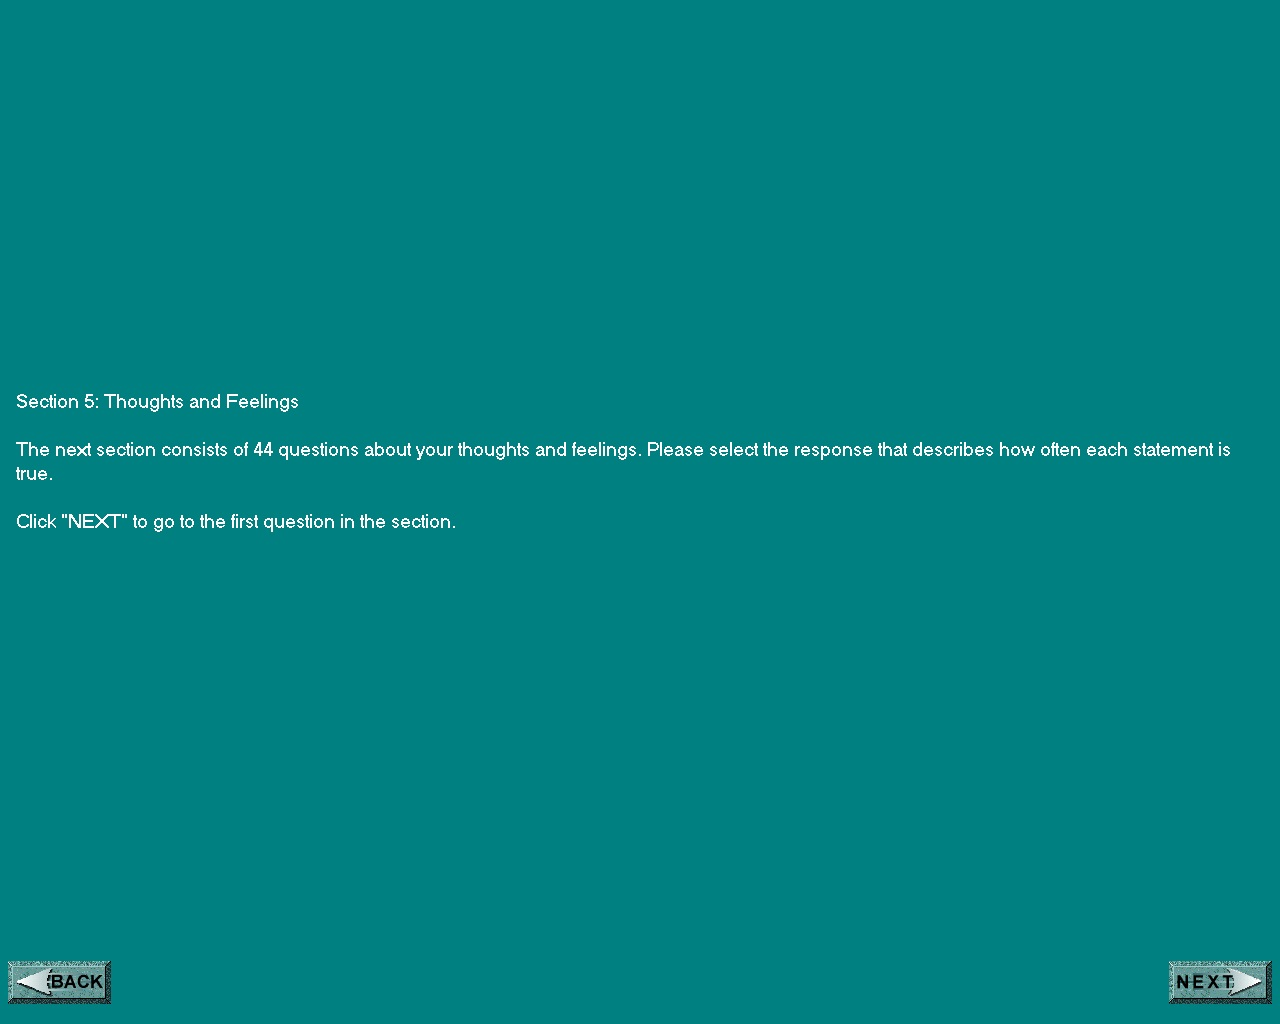 Section 5: Thoughts and Feelings
The next section consists of 44 questions about your thoughts and feelings. Please select the response that describes how often each statement is
true.
Click "NEXT" to go to the first question in the section.
BACK
NEXT